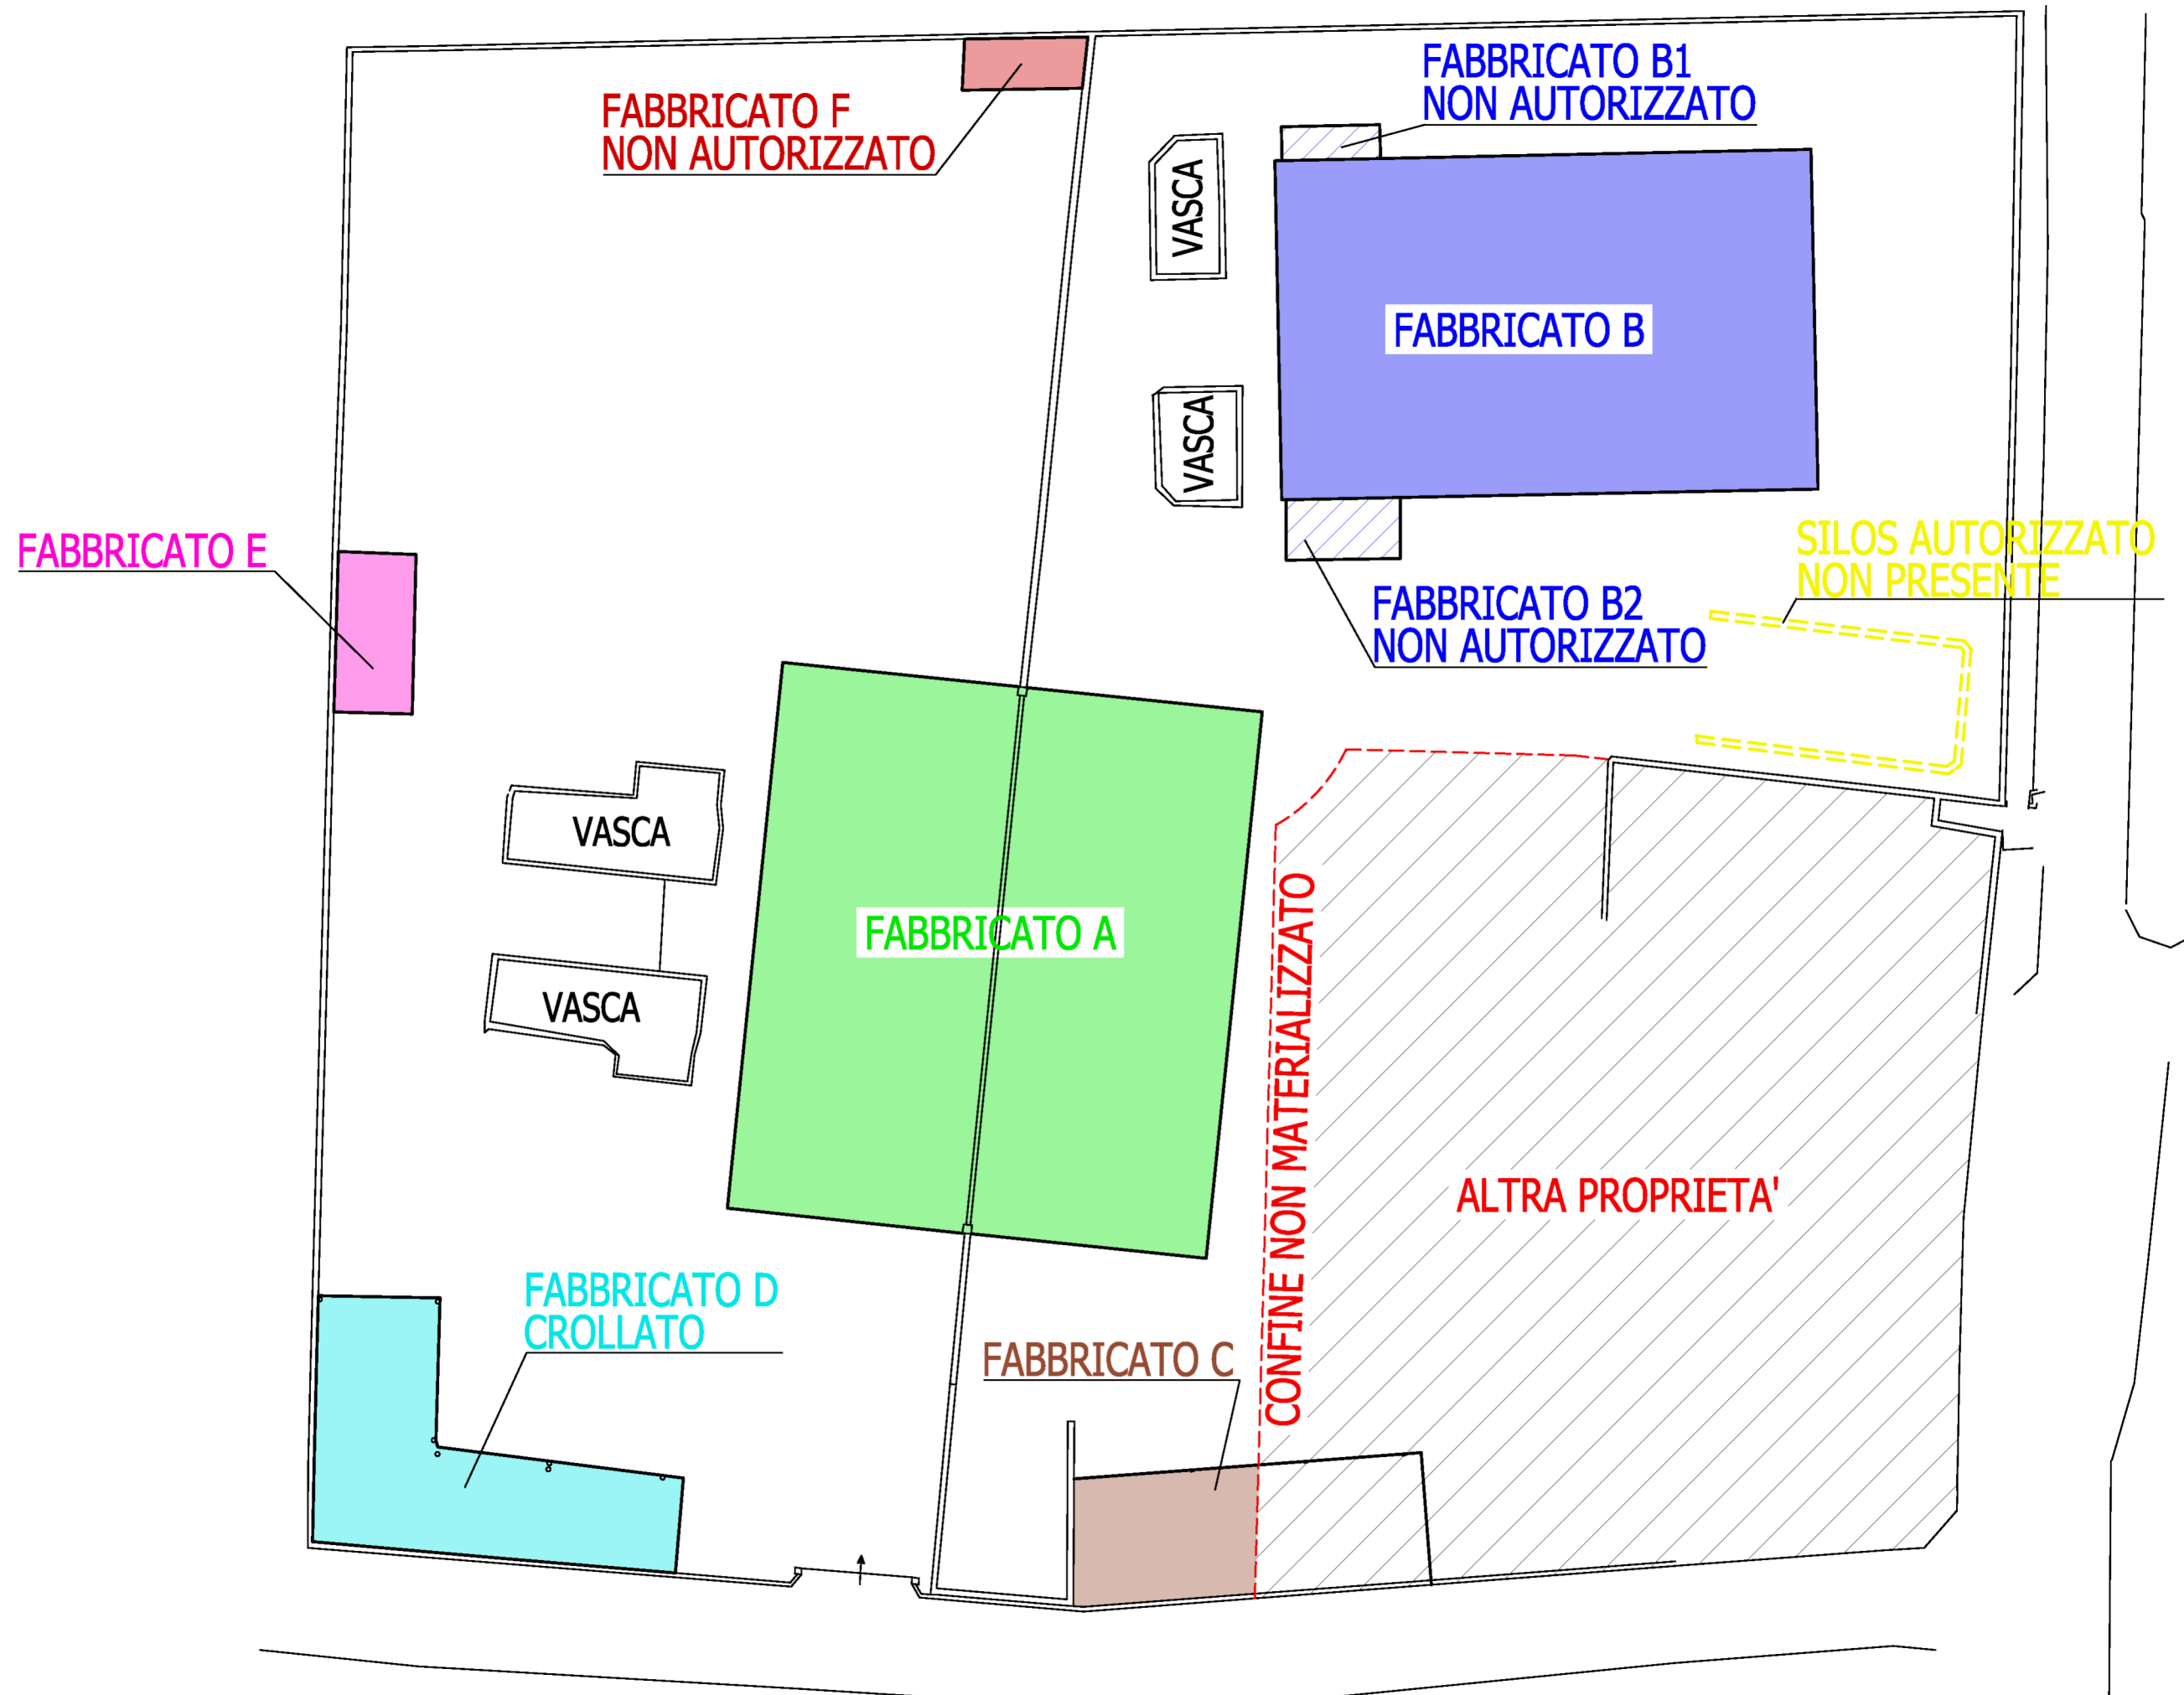 FABBRICATO B1
NON AUTORIZZATO
FABBRICATO F
NON AUTORIZZATO
VASCA
FABBRICATO B
VASCA
SILOS AUTORIZZATO
NON PRESENTE
FABBRICATO E
FABBRICATO B2
NON AUTORIZZATO
VASCA
FABBRICATO A
VASCA
CONFINE NON MATERIALIZZATO
ALTRA PROPRIETA'
FABBRICATO D
CROLLATO
FABBRICATO C